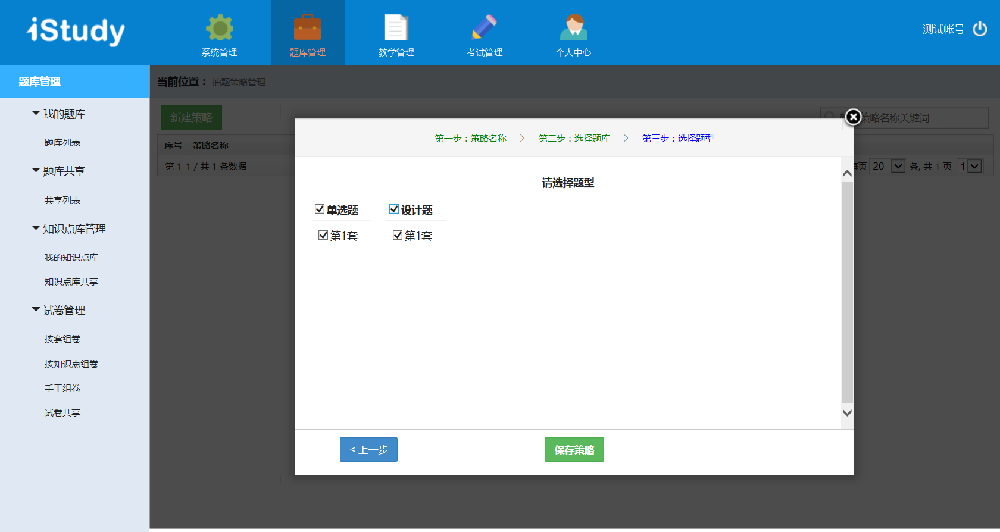 iStudy
系统管理
题库管理
教学管理
考试管理
个人中心
测试帐号
题库管理
我的题库
题库列表
题库共享
共享列表
知识点库管理
我的知识点库
知识点库共享
试卷管理
按套组卷
按知识点组卷
手工组卷
试卷共享
当前位置： 抽题策略管理
新建策略
策略名称关键词
序号 策略名称
第 1-1 / 共 1 条数据
每页 20 条, 共 1 页 1
第一步：策略名称 > 第二步：选择题库 > 第三步：选择题型
请选择题型
单选题 设计题
第1套 第1套
< 上一步
保存策略